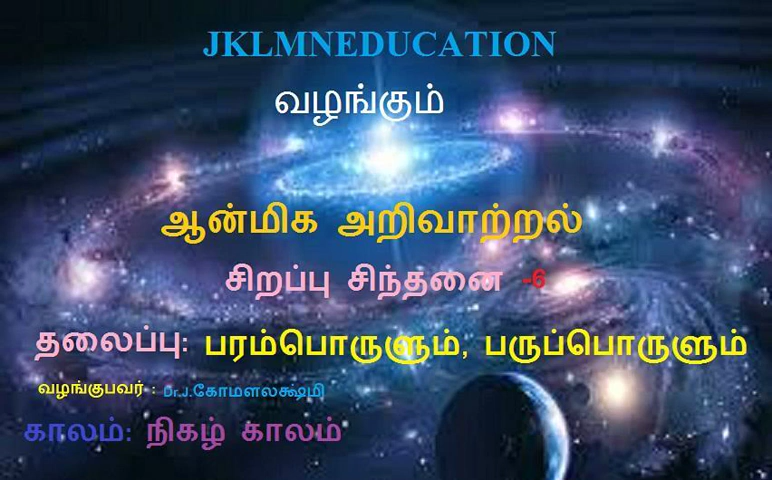 JKLMNEDUCATION
வழங்கும்
ஆன்மிக அறிவாற்றல்
சிறப்பு சிந்தனை -6
தலைப்பு: பரம்பொருளும், பருப்பொருளும்
வழங்குபவர் : Dr.J.கோமளலக்ஷ்மி
காலம்: நிகழ் காலம்